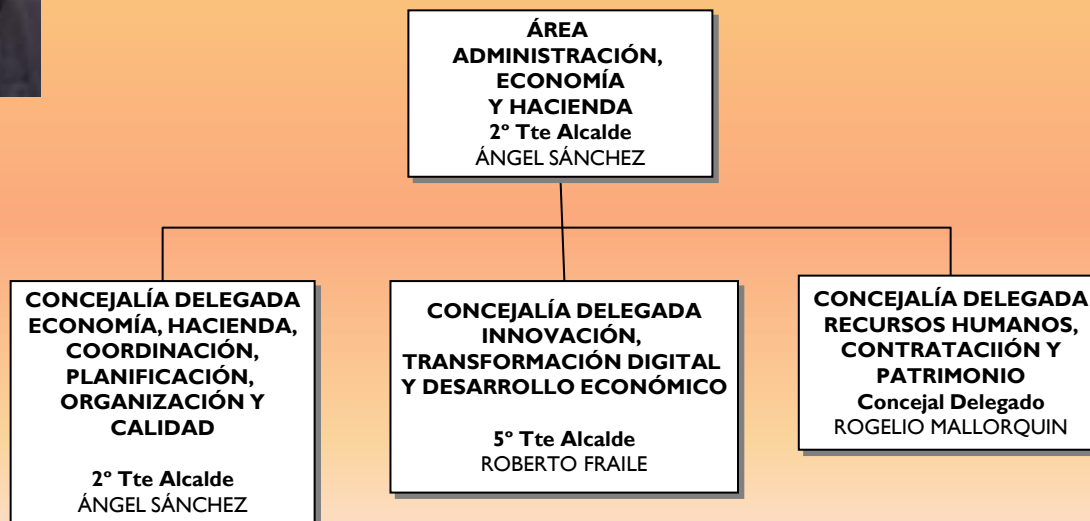 ÁREA
ADMINISTRACIÓN,
ECONOMÍA
Y HACIENDA
2º Tte Alcalde
ÁNGEL SÁNCHEZ
CONCEJALÍA DELEGADA
ECONOMÍA, HACIENDA,
COORDINACIÓN,
PLANIFICACIÓN,
ORGANIZACIÓN Y
CALIDAD
2º Tte Alcalde
ÁNGEL SÁNCHEZ
CONCEJALÍA DELEGADA
INNOVACIÓN,
TRANSFORMACIÓN DIGITAL
Y DESARROLLO ECONÓMICO
5º Tte Alcalde
ROBERTO FRAILE
CONCEJALÍA DELEGADA
RECURSOS HUMANOS,
CONTRATACIIÓN Y
PATRIMONIO
Concejal Delegado
ROGELIO MALLORQUIN